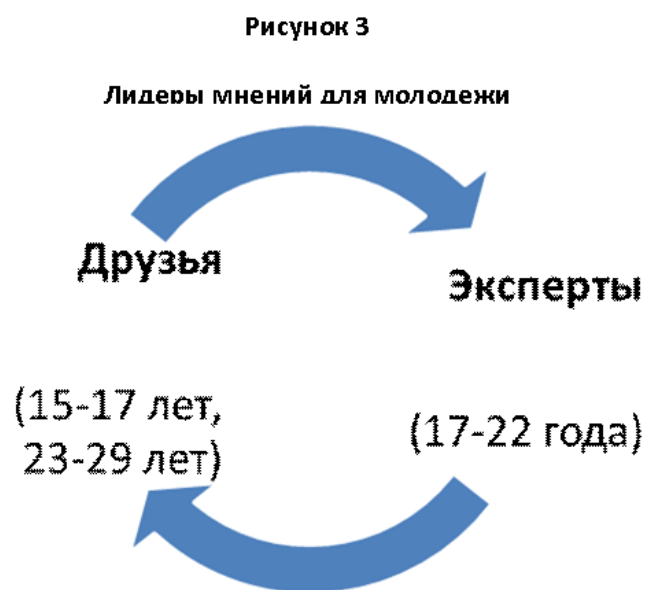 Рисунок 3
Лидеры мнений для молодежи
Друзья
Эксперты
(15-17 лет,
23-29 лет)
(17-22 года)